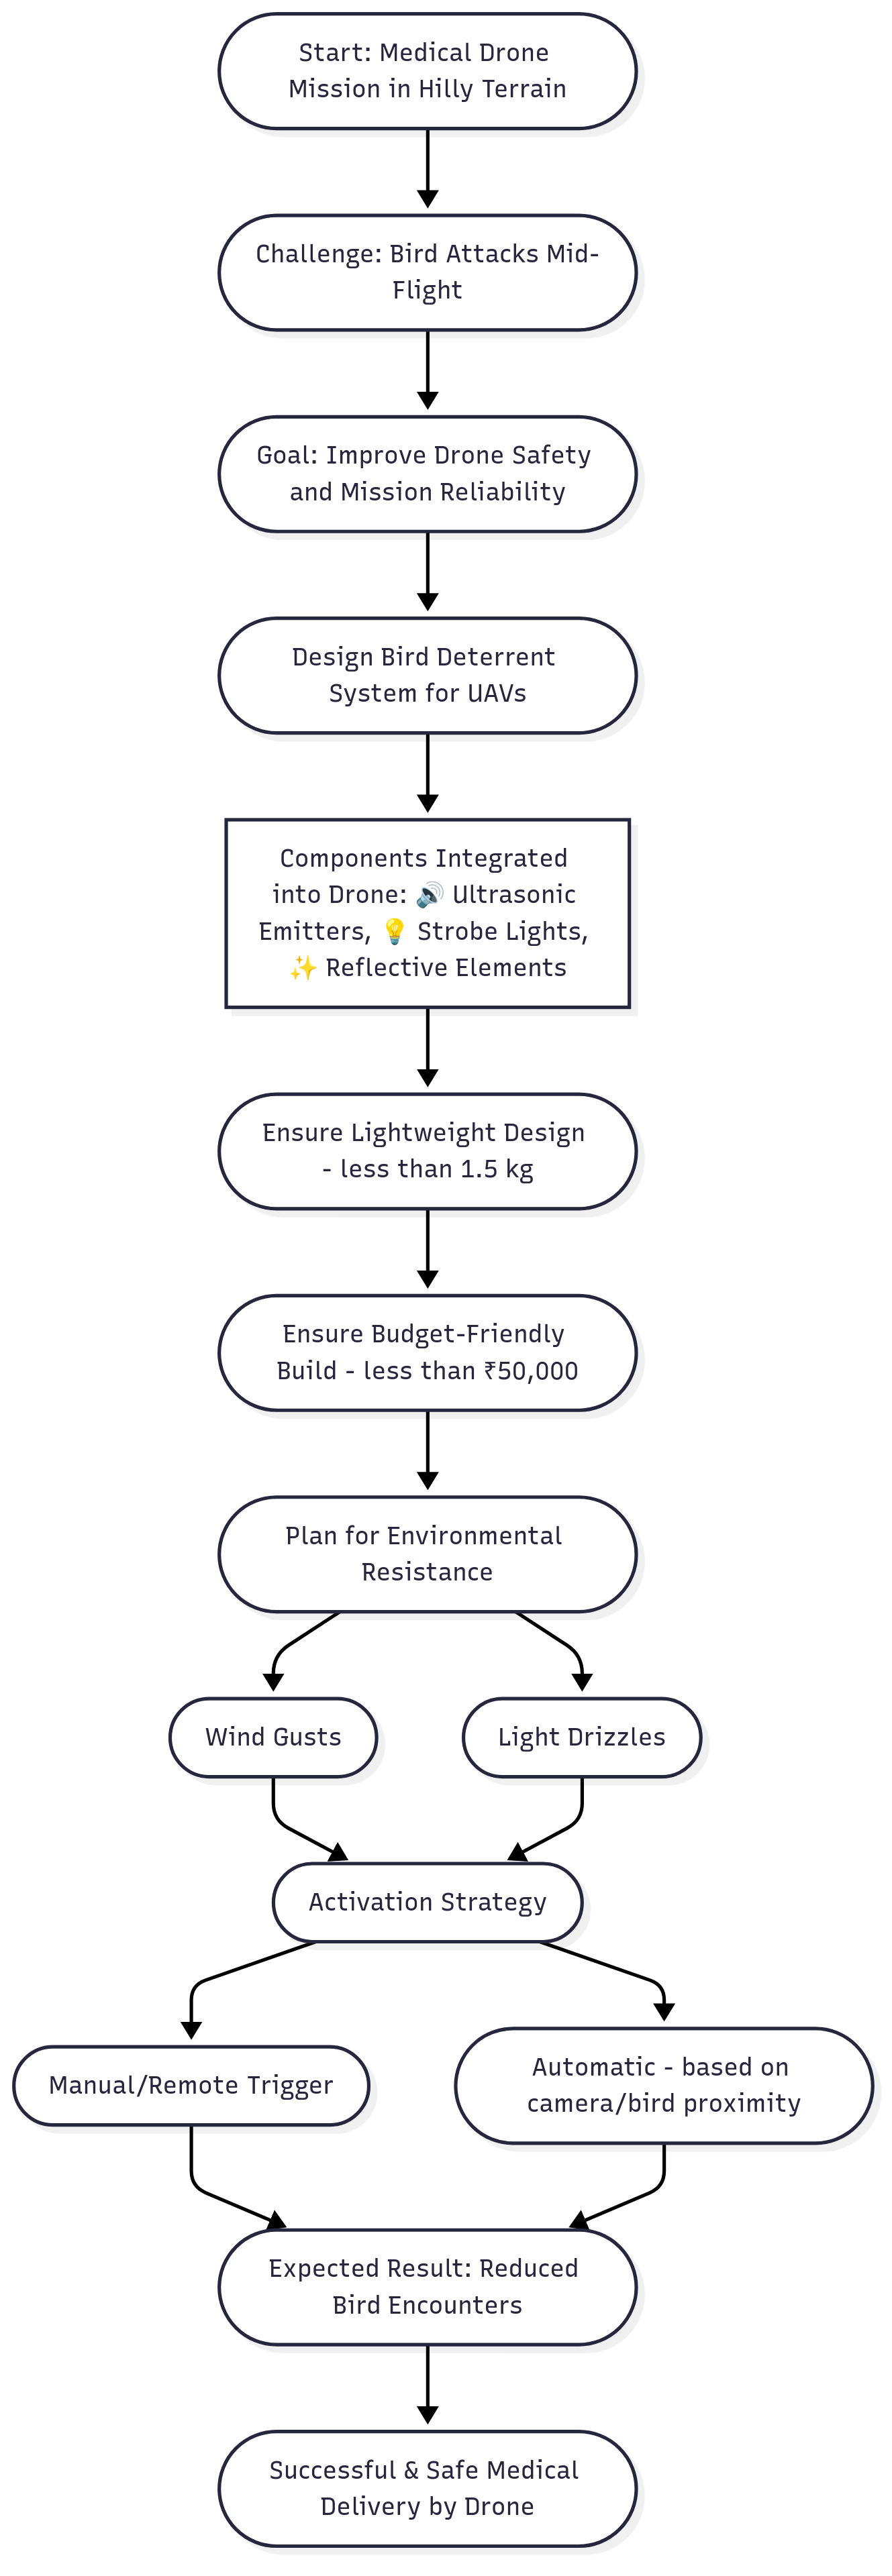 Start: Medical Drone
Mission in Hilly Terrain
Challenge: Bird Attacks Mid-
Flight
Goal: Improve Drone Safety
and Mission Reliability
Design Bird Deterrent
System for UAVs
Components Integrated
into Drone: 🔊 Ultrasonic
Emitters, 💡 Strobe Lights,
✨ Reflective Elements
Ensure Lightweight Design
- less than 1.5 kg
Ensure Budget-Friendly
Build - less than ₹50,000
Plan for Environmental
Resistance
Wind Gusts
Light Drizzles
Activation Strategy
Manual/Remote Trigger
Automatic - based on
camera/bird proximity
Expected Result: Reduced
Bird Encounters
Successful & Safe Medical
Delivery by Drone